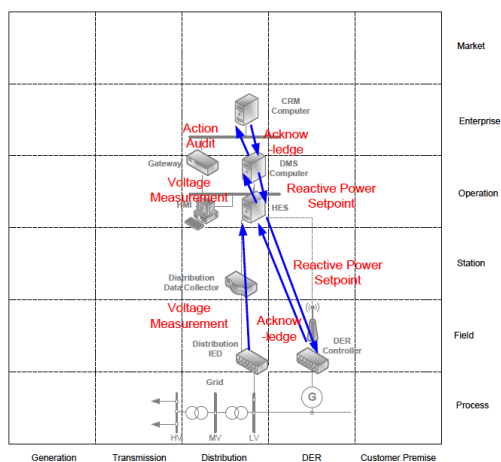 Market
CRM
Computer
Enterprise
Action
Audit
Acknow
-ledge
Gateway
DMS
Computer
Voltage
Measurement
Reactive Power
Setpoint
Operation
HMI
HES
Reactive Power
Setpoint
Station
Distribution
Data Collector
Voltage
Measurement
Acknow
-ledge
((•))
Field
Distribution
IED
DER
Controller
Grid
G
Process
HV
MV
LV
Generation
Transmission
Distribution
DER
Customer Premise